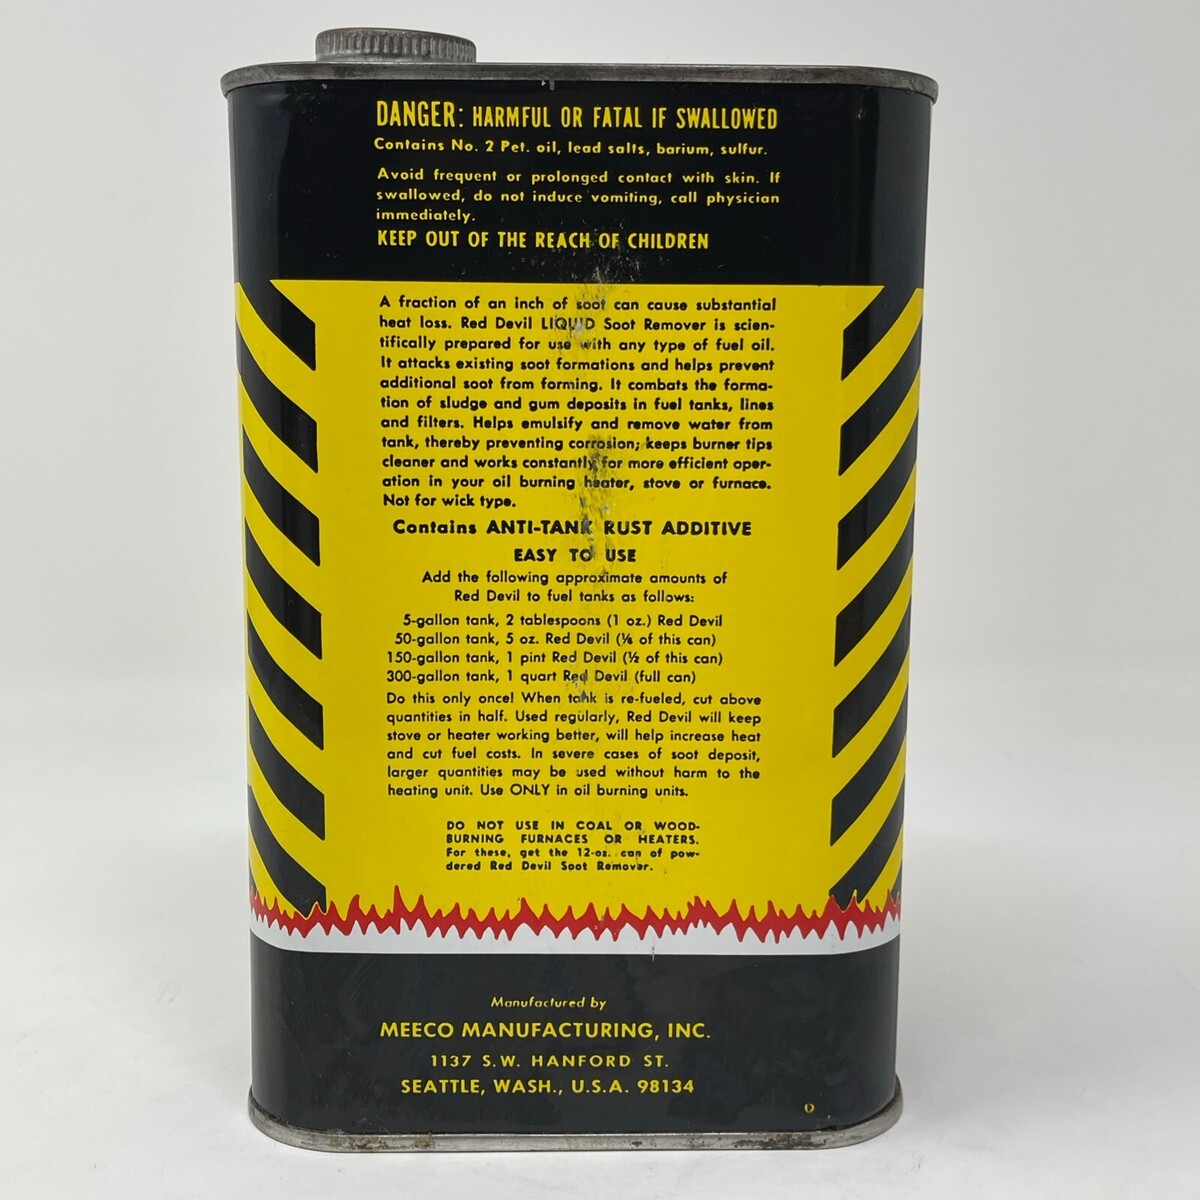 DANGER: HARMFUL OR FATAL IF SWALLOWED
Contains No. 2 Pet. oil, lead salts, barium, sulfur.
Avoid frequent or prolonged contact with skin. If
swallowed, do not induce vomiting, call physician
immediately.
KEEP OUT OF THE REACH OF CHILDREN
A fraction of an inch of soot can cause substantial
heat loss. Red Devil LIQUID Soot Remover is scien-
tifically prepared for use with any type of fuel oil.
It attacks existing soot formations and helps prevent
additional soot from forming. It combats the forma-
tion of sludge and gum deposits in fuel tanks, lines
and filters. Helps emulsify and remove water from
tank, thereby preventing corrosion; keeps burner tips
cleaner and works constantly for more efficient oper-
ation in your oil burning heater, stove or furnace.
Not for wick type.
Contains ANTI-TANK RUST ADDITIVE
EASY TO USE
Add the following approximate amounts of
Red Devil to fuel tanks as follows:
5-gallon tank, 2 tablespoons (1 oz.) Red Devil
50-gallon tank, 5 oz. Red Devil (⅙ of this can)
150-gallon tank, 1 pint Red Devil (½ of this can)
300-gallon tank, 1 quart Red Devil (full can)
Do this only once! When tank is re-fueled, cut above
quantities in half. Used regularly, Red Devil will keep
stove or heater working better, will help increase heat
and cut fuel costs. In severe cases of soot deposit,
larger quantities may be used without harm to the
heating unit. Use ONLY in oil burning units.
DO NOT USE IN COAL OR WOOD-
BURNING FURNACES OR HEATERS.
For these, get the 12-oz. can of pow-
dered Red Devil Soot Remover.
Manufactured by
MEECO MANUFACTURING, INC.
1137 S.W. HANFORD ST.
SEATTLE, WASH., U.S.A. 98134